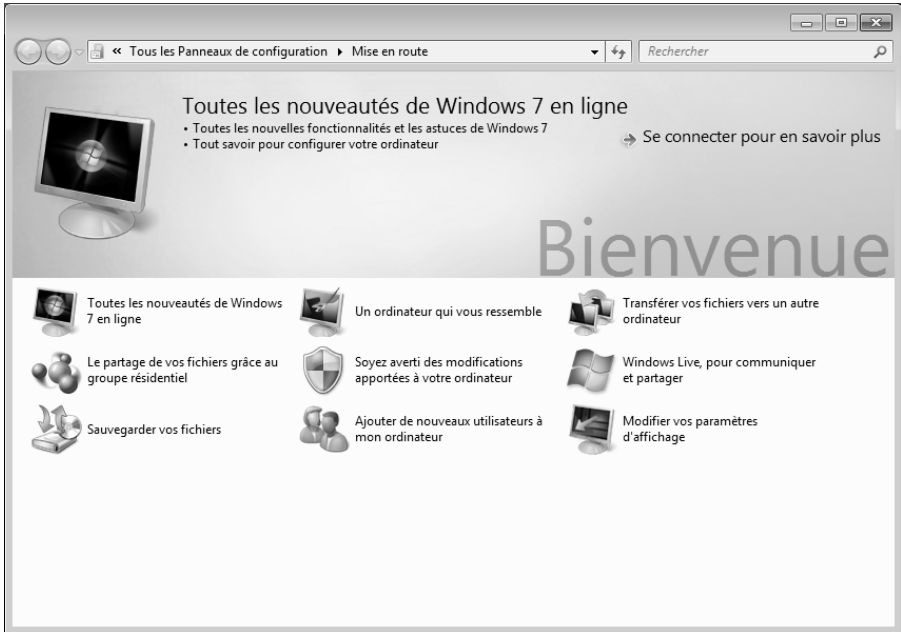 « Tous les Panneaux de configuration ▸ Mise en route
Rechercher
Toutes les nouveautés de Windows 7 en ligne
• Toutes les nouvelles fonctionnalités et les astuces de Windows 7
• Tout savoir pour configurer votre ordinateur
Se connecter pour en savoir plus
Bienvenue
Toutes les nouveautés de Windows
7 en ligne
Un ordinateur qui vous ressemble
Transférer vos fichiers vers un autre
ordinateur
Le partage de vos fichiers grâce au
groupe résidentiel
Soyez averti des modifications
apportées à votre ordinateur
Windows Live, pour communiquer
et partager
Sauvegarder vos fichiers
Ajouter de nouveaux utilisateurs à
mon ordinateur
Modifier vos paramètres
d'affichage